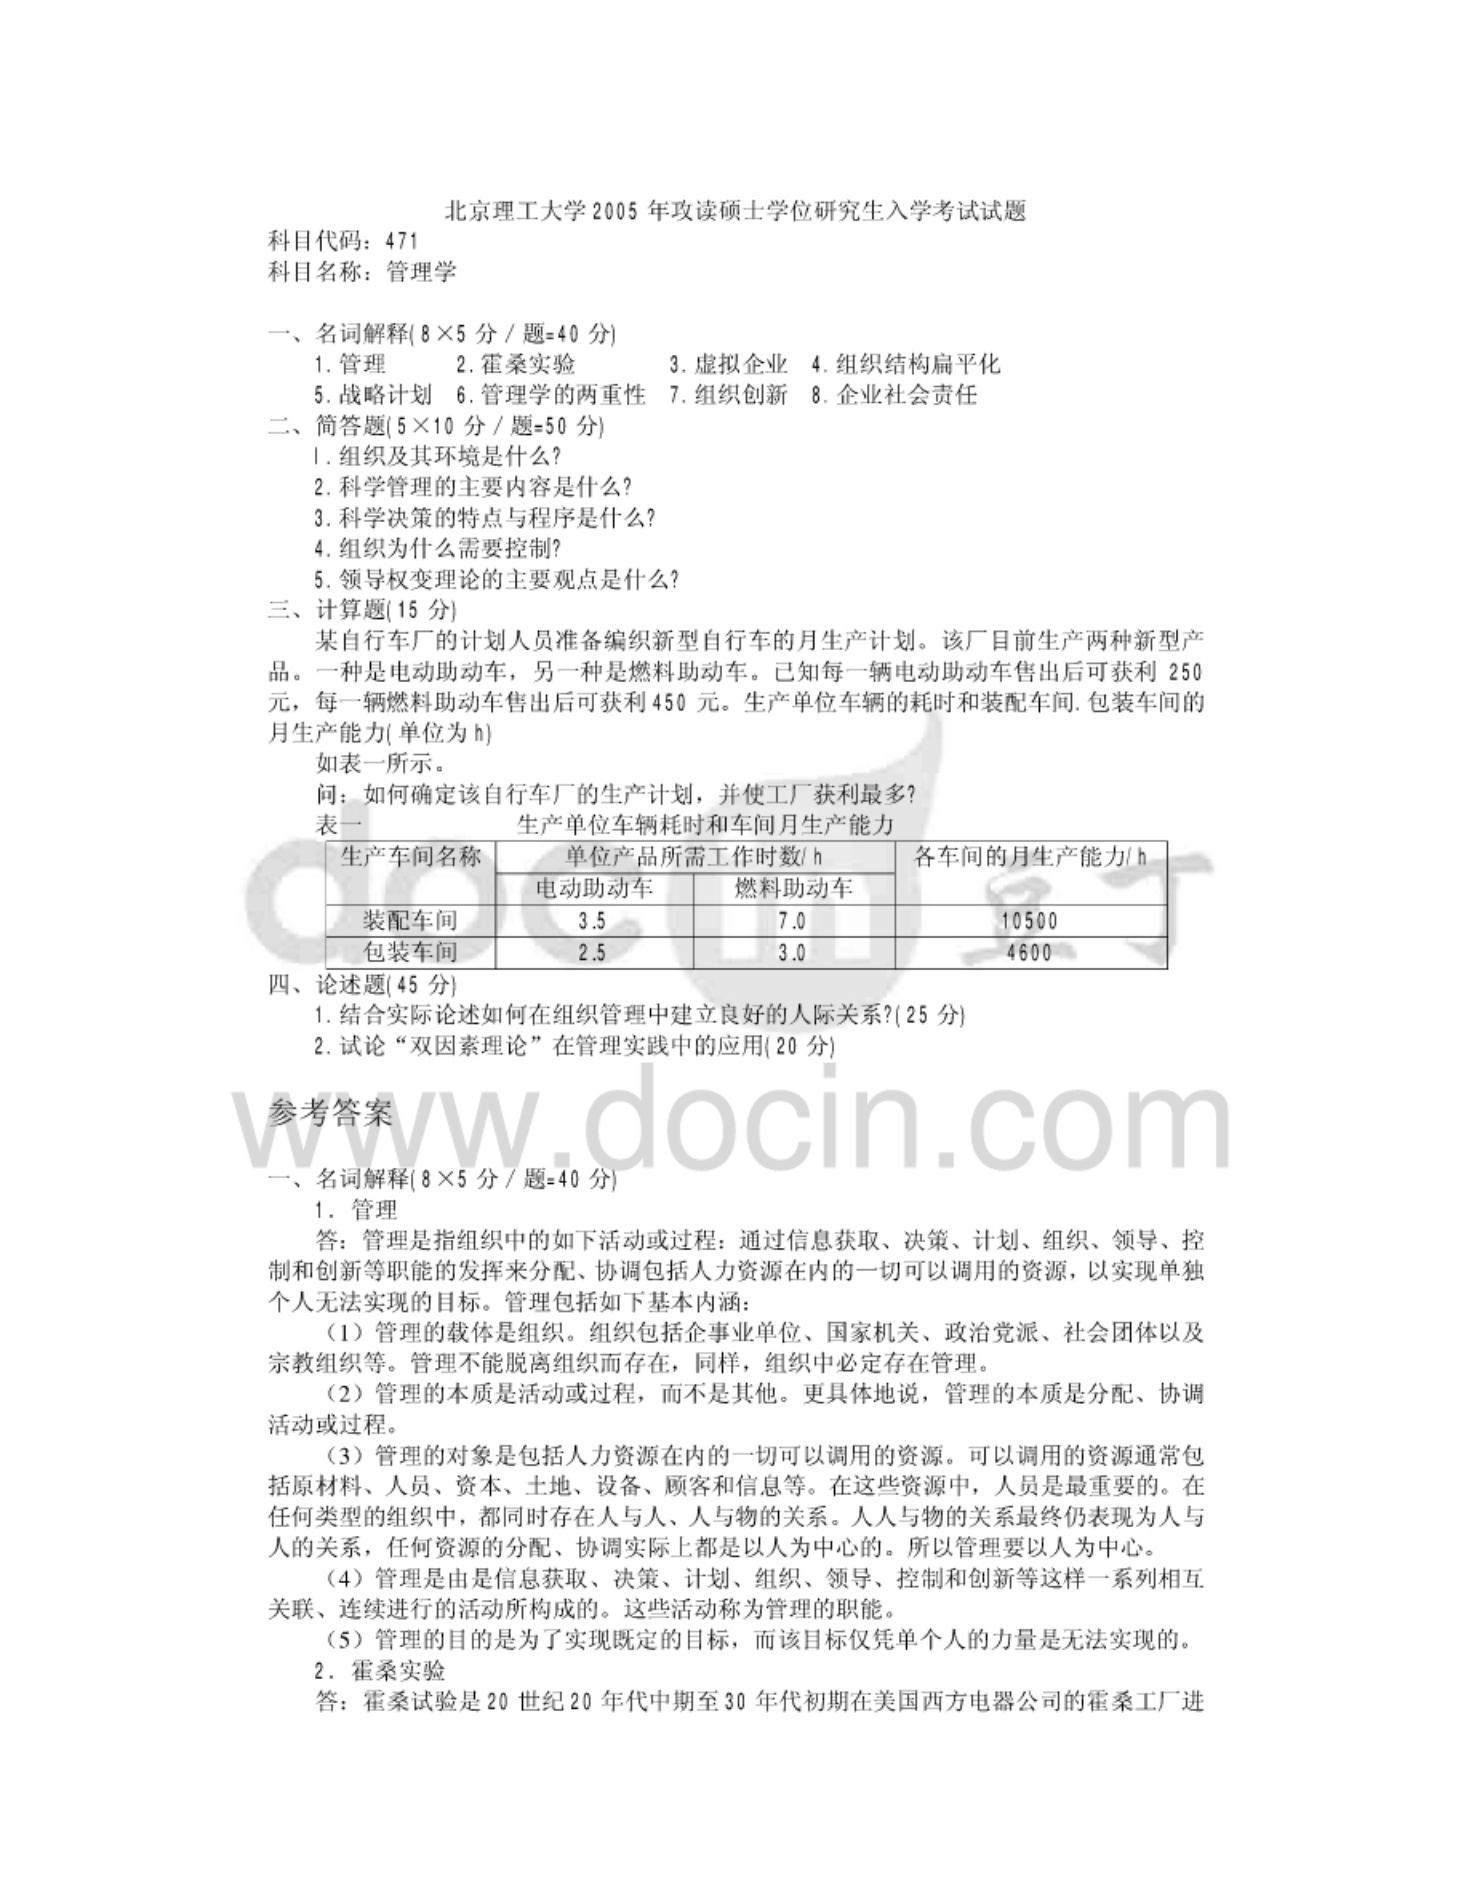 北京理工大学2005 年攻读硕士学位研究生入学考试试题
科目代码：471
科目名称：管理学
一、名词解释(8×5 分／题=40 分)
1.管理 2.霍桑实验 3.虚拟企业 4.组织结构扁平化
5.战略计划 6.管理学的两重性 7.组织创新 8.企业社会责任
二、简答题(5×10 分／题=50 分)
l.组织及其环境是什么?
2.科学管理的主要内容是什么?
3.科学决策的特点与程序是什么?
4.组织为什么需要控制?
5.领导权变理论的主要观点是什么?
三、计算题(15 分)
某自行车厂的计划人员准备编织新型自行车的月生产计划。该厂目前生产两种新型产
品。一种是电动助动车，另一种是燃料助动车。已知每一辆电动助动车售出后可获利 250
元，每一辆燃料助动车售出后可获利450 元。生产单位车辆的耗时和装配车间.包装车间的
月生产能力(单位为h)
如表一所示。
问：如何确定该自行车厂的生产计划，并使工厂获利最多?
表一 生产单位车辆耗时和车间月生产能力
生产车间名称 单位产品所需工作时数/h 各车间的月生产能力/h
电动助动车 燃料助动车
装配车间 3.5 7.0 10500
包装车间 2.5 3.0 4600
四、论述题(45 分)
1.结合实际论述如何在组织管理中建立良好的人际关系?(25 分)
2.试论“双因素理论”在管理实践中的应用(20 分)
参考答案
一、名词解释(8×5 分／题=40 分)
1．管理
答：管理是指组织中的如下活动或过程：通过信息获取、决策、计划、组织、领导、控
制和创新等职能的发挥来分配、协调包括人力资源在内的一切可以调用的资源，以实现单独
个人无法实现的目标。管理包括如下基本内涵：
（1）管理的载体是组织。组织包括企事业单位、国家机关、政治党派、社会团体以及
宗教组织等。管理不能脱离组织而存在，同样，组织中必定存在管理。
（2）管理的本质是活动或过程，而不是其他。更具体地说，管理的本质是分配、协调
活动或过程。
（3）管理的对象是包括人力资源在内的一切可以调用的资源。可以调用的资源通常包
括原材料、人员、资本、土地、设备、顾客和信息等。在这些资源中，人员是最重要的。在
任何类型的组织中，都同时存在人与人、人与物的关系。人人与物的关系最终仍表现为人与
人的关系，任何资源的分配、协调实际上都是以人为中心的。所以管理要以人为中心。
（4）管理是由是信息获取、决策、计划、组织、领导、控制和创新等这样一系列相互
关联、连续进行的活动所构成的。这些活动称为管理的职能。
（5）管理的目的是为了实现既定的目标，而该目标仅凭单个人的力量是无法实现的。
2．霍桑实验
答：霍桑试验是20 世纪20 年代中期至30 年代初期在美国西方电器公司的霍桑工厂进
docin 豆丁
www.docin.com